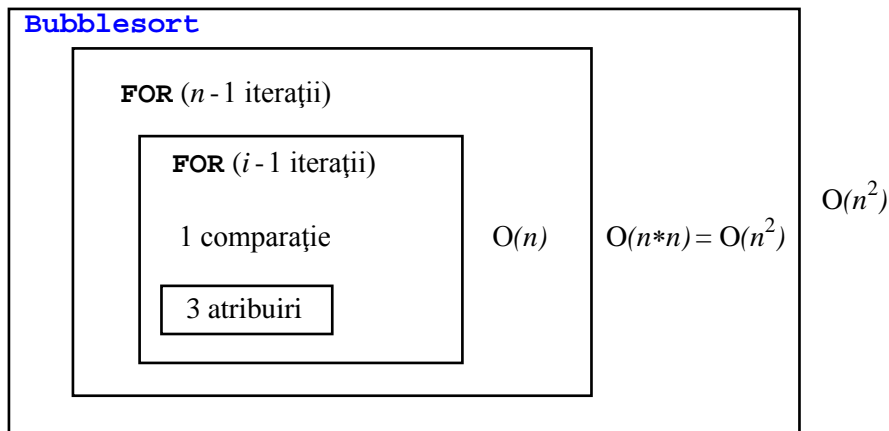 Bubblesort
FOR (n-1 iteraţii)
FOR (i-1 iteraţii)
1 comparaţie
3 atribuiri
O(n)
O(n*n) = O(n²)
O(n²)